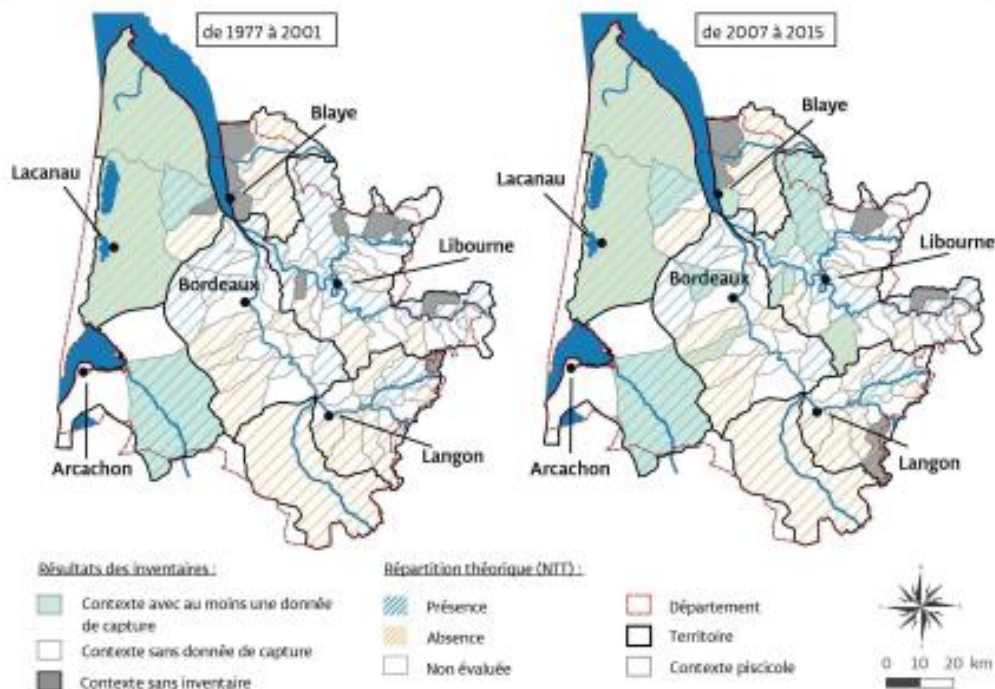 de 1977 à 2001
Blaye
Lacanau
Libourne
Bordeaux
Arcachon
Langon
de 2007 à 2015
Blaye
Lacanau
Libourne
Bordeaux
Arcachon
Langon
Résultats des inventaires :
Contexte avec au moins une donnée
de capture
Contexte sans donnée de capture
Contexte sans inventaire
Répartition théorique (NTT) :
Présence
Absence
Non évaluée
Département
Territoire
Contexte piscicole
0 10 20 km